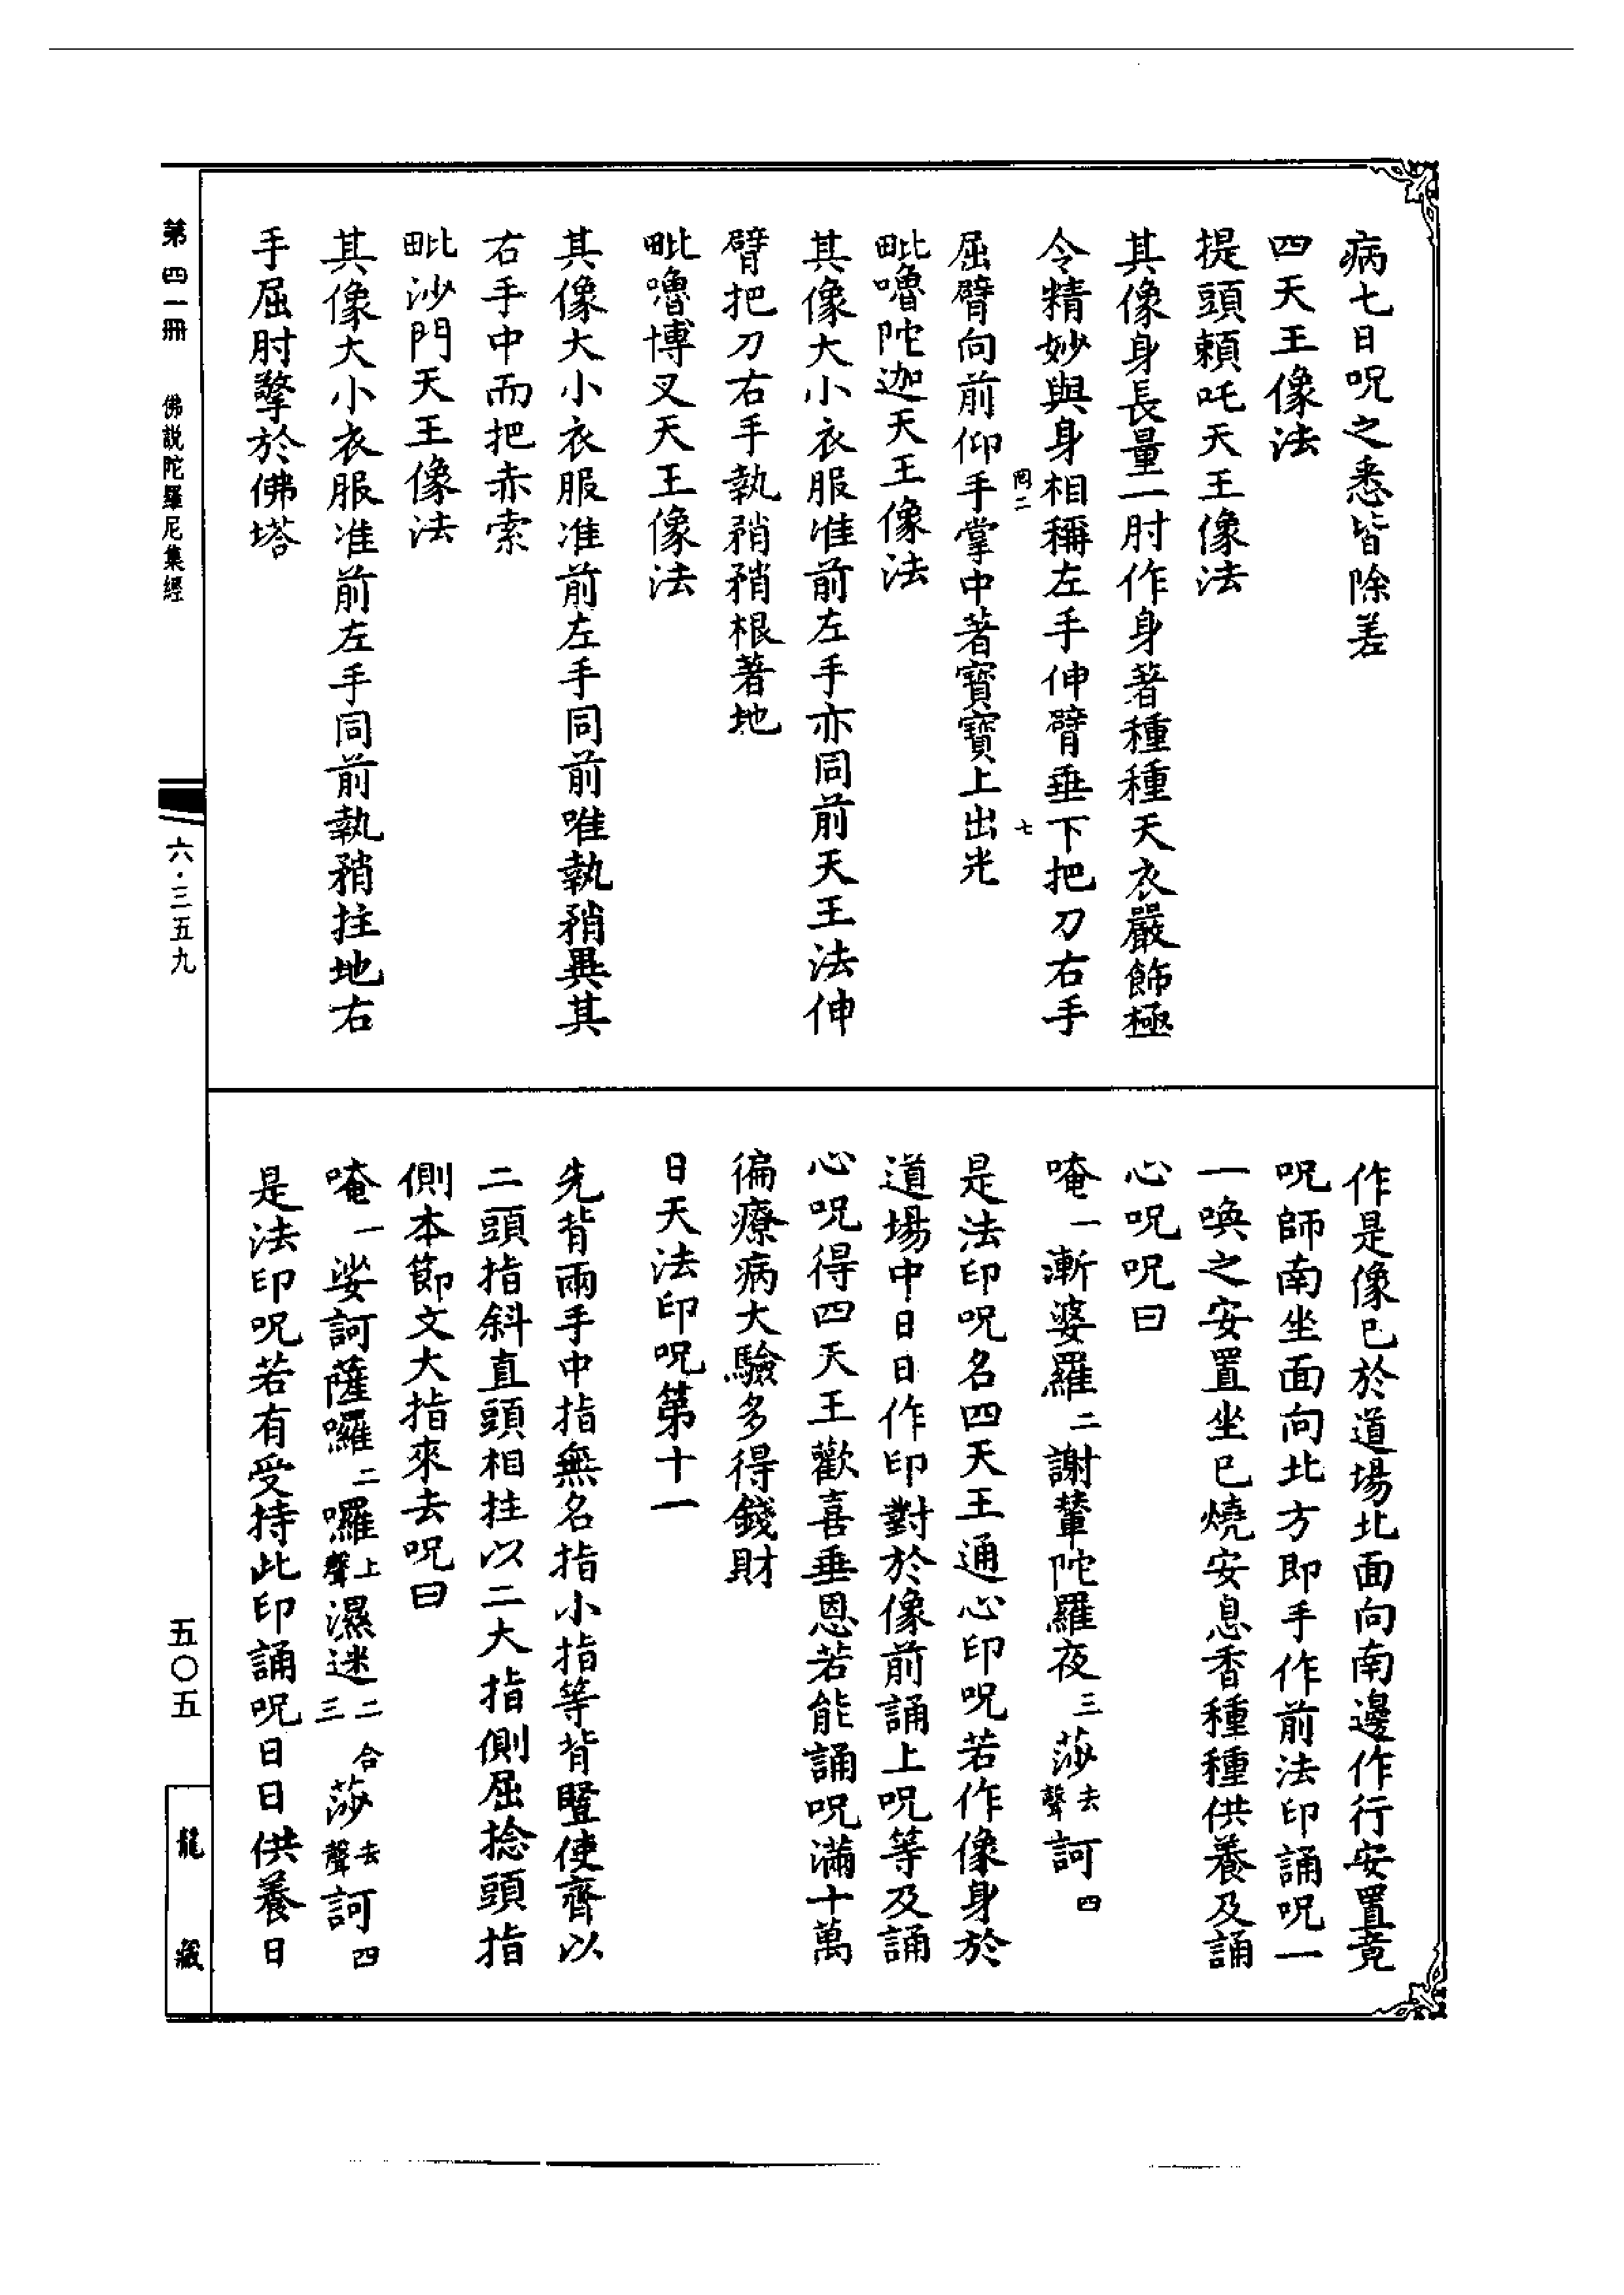 病七日呪之悉皆除差
四天王像法
提頭賴吒天王像法
其像身長量一肘作身著種種天衣嚴飾極
令精妙與身相稱左手伸臂垂下把刀右手
七
屈臂向前仰手掌中著寶寶上出光
毗嚕陀迦天王像法
其像大小衣服准前左手亦同前天王法伸
臂把刀右手執矟矟根著地
毗嚕博叉天王像法
其像大小衣服准前左手同前唯執矟異其
右手中而把赤索
毗沙門天王像法
其像大小衣服准前左手同前執矟拄地右
手屈肘擎於佛塔
作是像已於道場北面向南邊作行安置竟
呪師南坐面向北方即手作前法印誦呪一
一喚之安置坐已燒安息香種種供養及誦
心呪呪曰
唵一漸婆羅二謝輦陀羅夜三莎去聲訶四
是法印呪名四天王通心印呪若作像身於
道場中日日作印對於像前誦上呪等及誦
心呪得四天王歡喜垂恩若能誦呪滿十萬
徧療病大驗多得錢財
日天法印呪第十一
先背兩手中指無名指小指等背豎使齊以
二頭指斜直頭相拄以二大指側屈捻頭指
側本節文大指來去呪曰
唵一娑訶薩囉二囉上聲濕迷二合三莎去聲訶四
是法印呪若有受持此印誦呪日日供養日
第四一冊　佛說陀羅尼集經
六·三五九
五〇五
龍藏